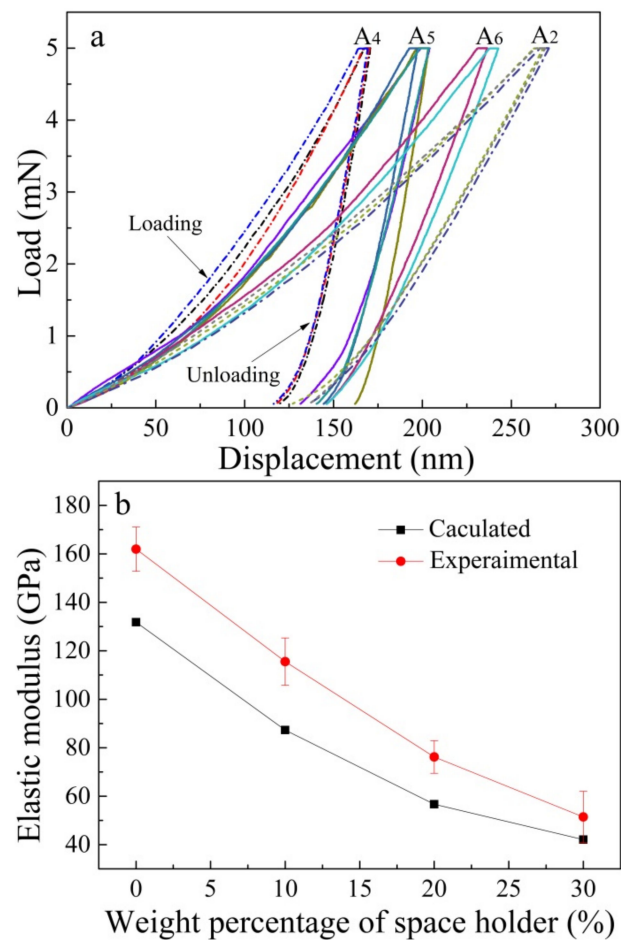 a
A4 A5 A6 A2
5
4
3
2
1
0
Load (mN)
Loading
Unloading
0 50 100 150 200 250 300
Displacement (nm)
b
180
160
140
120
100
80
60
40
Elastic modulus (GPa)
Caculated
Experaimental
0 5 10 15 20 25 30
Weight percentage of space holder (%)